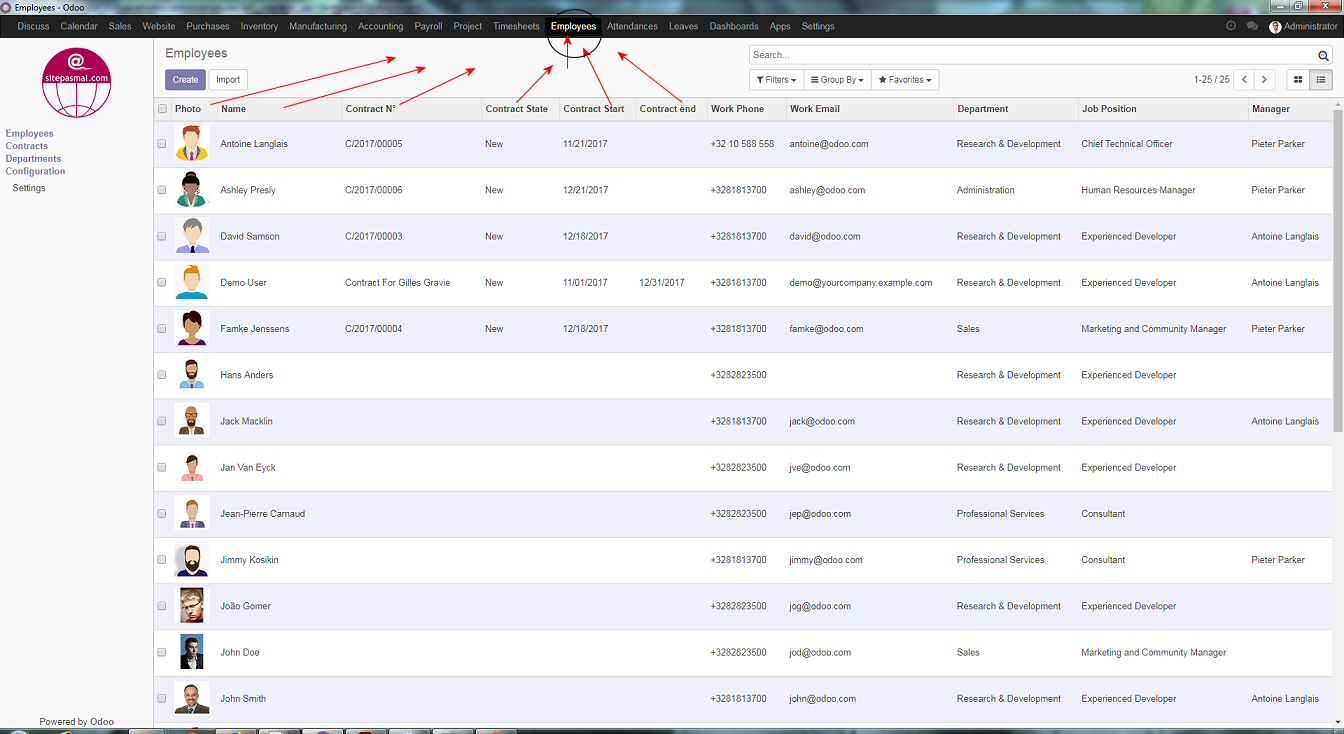 Employees - Odoo
Discuss Calendar Sales Website Purchases Inventory Manufacturing Accounting Payroll Project Timesheets Employees Attendances Leaves Dashboards Apps Settings Administrator
@
sitepasmal.com
Employees
Contracts
Departments
Configuration
Settings
Powered by Odoo
Employees
Search...
Create Import
Filters Group By Favorites 1-25 / 25
Photo Name Contract N° Contract State Contract Start Contract end Work Phone Work Email Department Job Position Manager
Antoine Langlais C/2017/00005 New 11/21/2017 +32 10 588 558 antoine@odoo.com Research & Development Chief Technical Officer Pieter Parker
Ashley Presly C/2017/00006 New 12/21/2017 +3281813700 ashley@odoo.com Administration Human Resources Manager Pieter Parker
David Samson C/2017/00003 New 12/18/2017 +3281813700 david@odoo.com Research & Development Experienced Developer Antoine Langlais
Demo User Contract For Gilles Gravie New 11/01/2017 12/31/2017 +3281813700 demo@yourcompany.example.com Research & Development Experienced Developer Antoine Langlais
Famke Jenssens C/2017/00004 New 12/18/2017 +3281813700 famke@odoo.com Sales Marketing and Community Manager Pieter Parker
Hans Anders +3282823500 Research & Development Experienced Developer
Jack Macklin +3281813700 jack@odoo.com Research & Development Experienced Developer Antoine Langlais
Jan Van Eyck +3282823500 jve@odoo.com Research & Development Experienced Developer
Jean-Pierre Carnaud +3282823500 jep@odoo.com Professional Services Consultant
Jimmy Kosikin +3281813700 jimmy@odoo.com Professional Services Consultant Pieter Parker
João Gomer +3282823500 jog@odoo.com Research & Development Experienced Developer
John Doe +3282823500 jod@odoo.com Sales Marketing and Community Manager
John Smith +3281813700 john@odoo.com Research & Development Experienced Developer Antoine Langlais